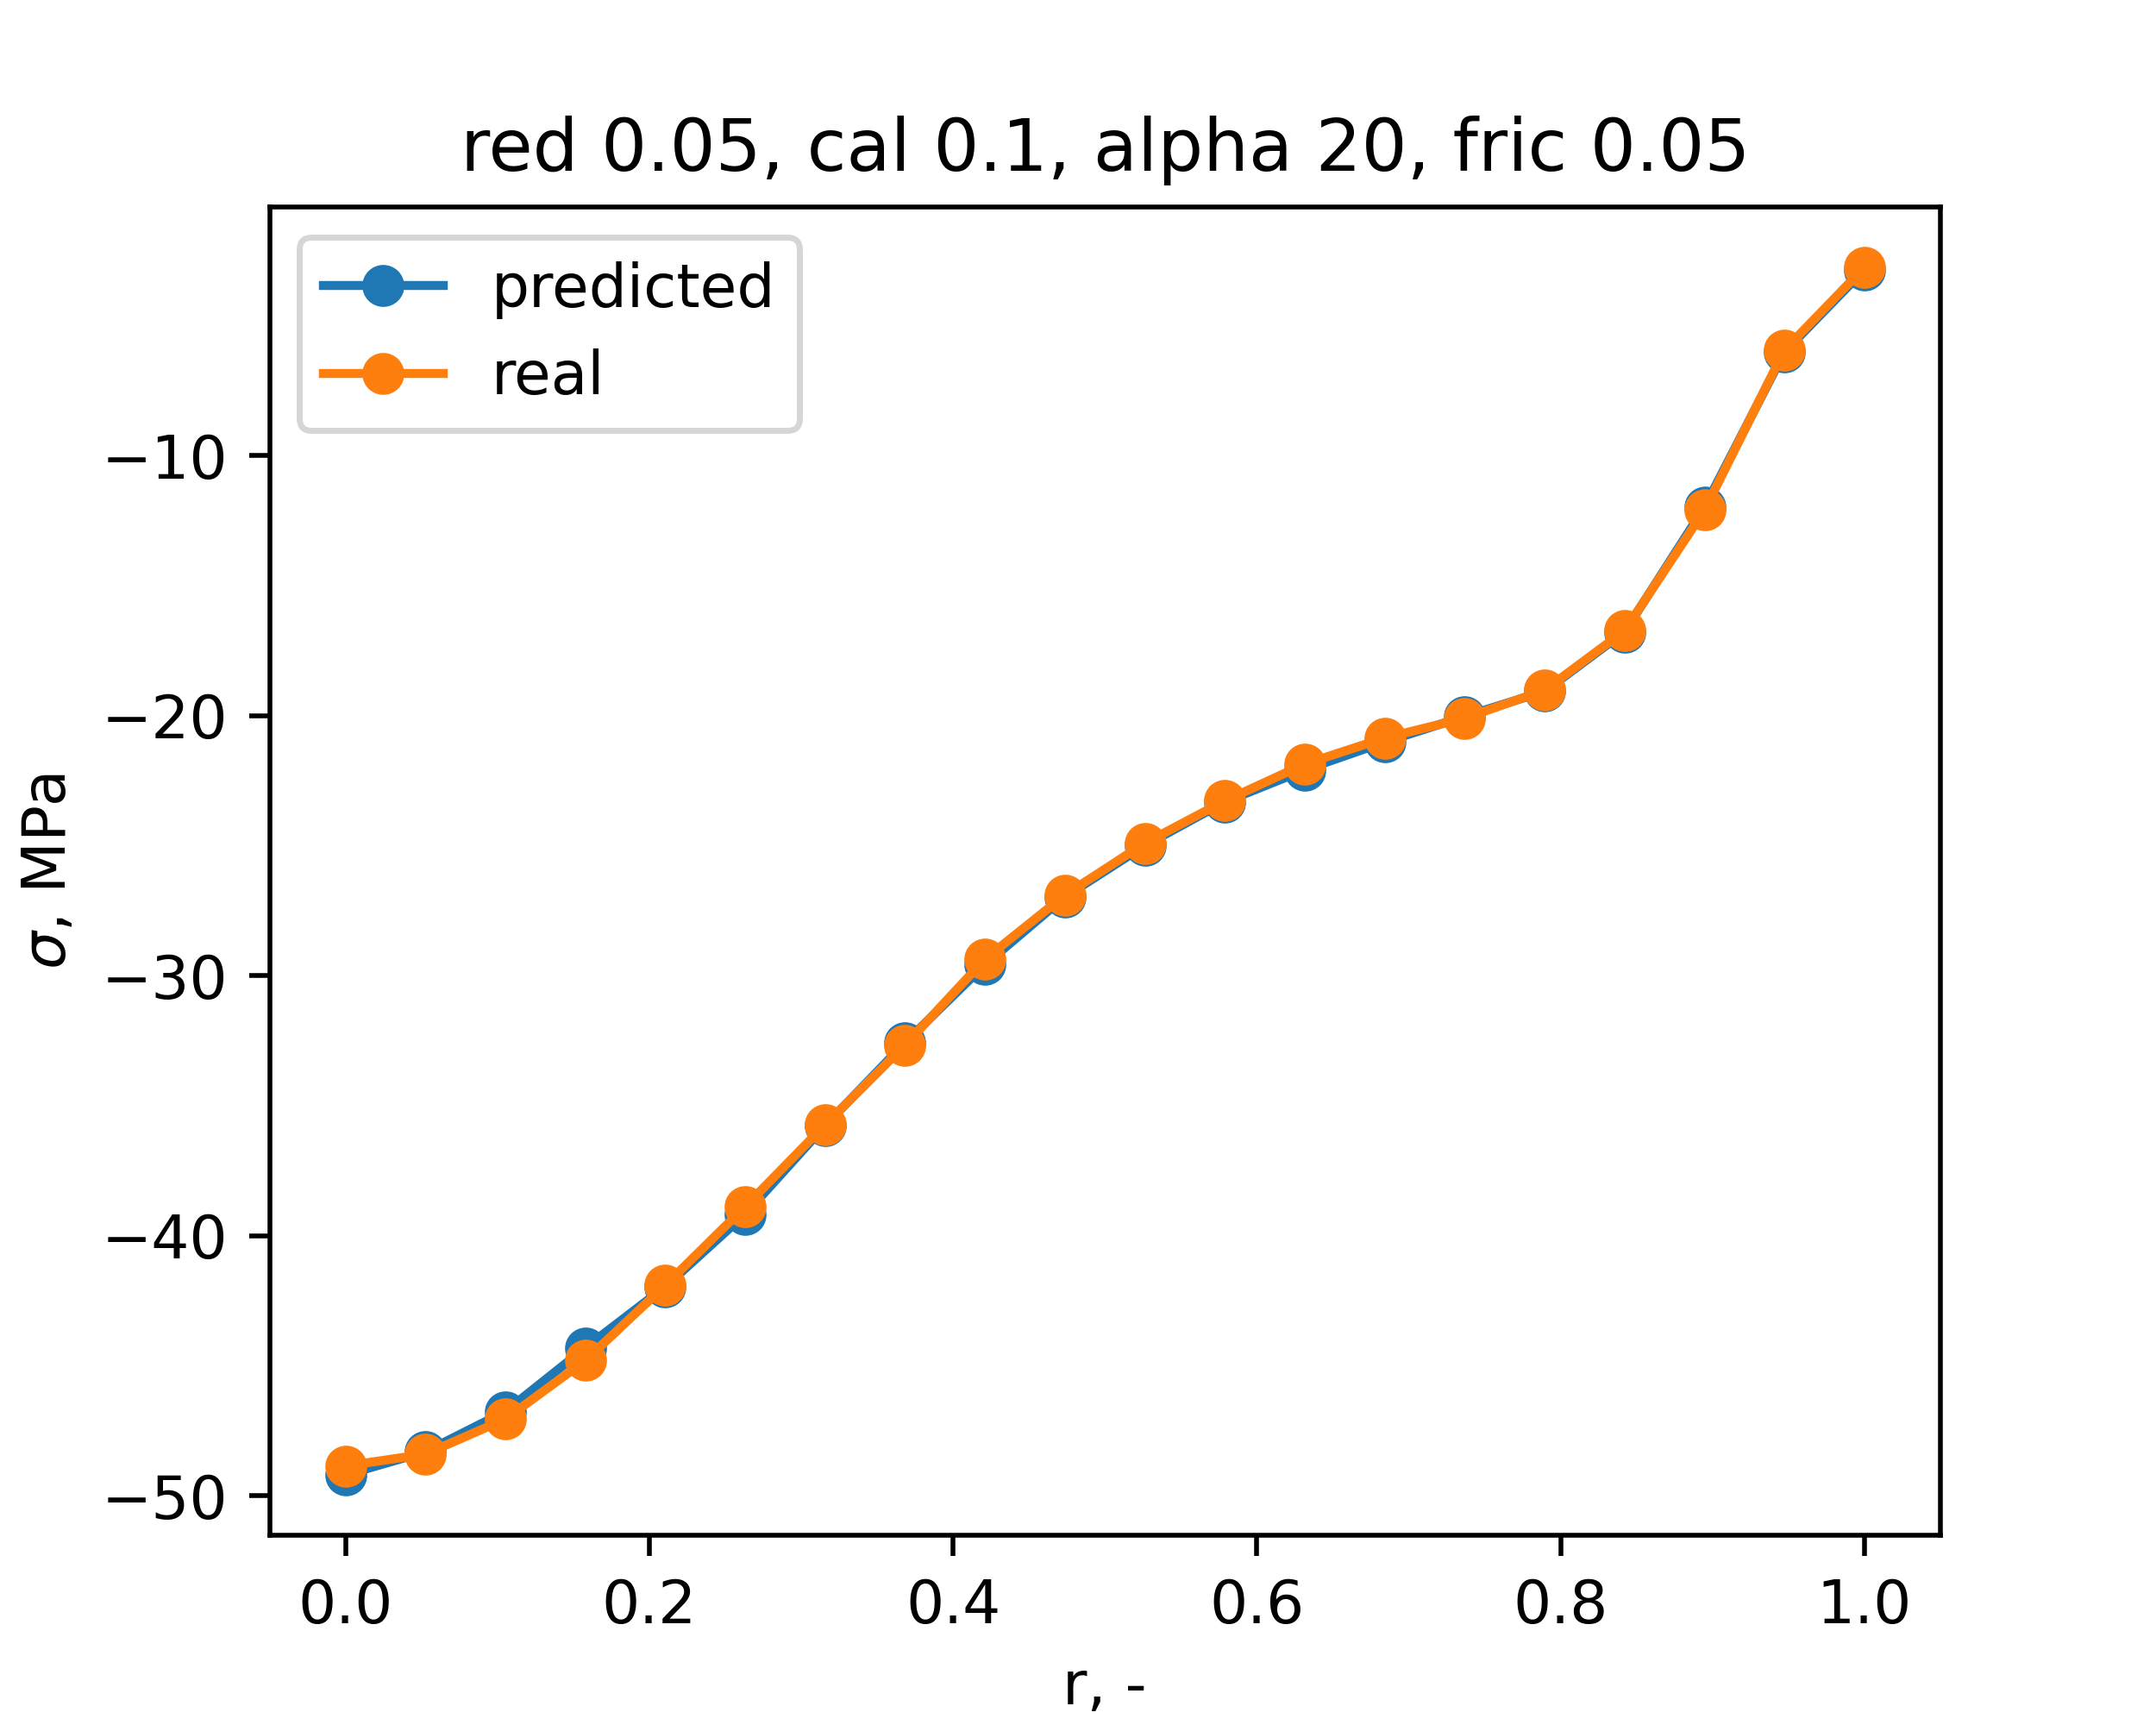 red 0.05, cal 0.1, alpha 20, fric 0.05
predicted
real
−10
−20
−30
−40
−50
σ, MPa
0.0 0.2 0.4 0.6 0.8 1.0
r, -